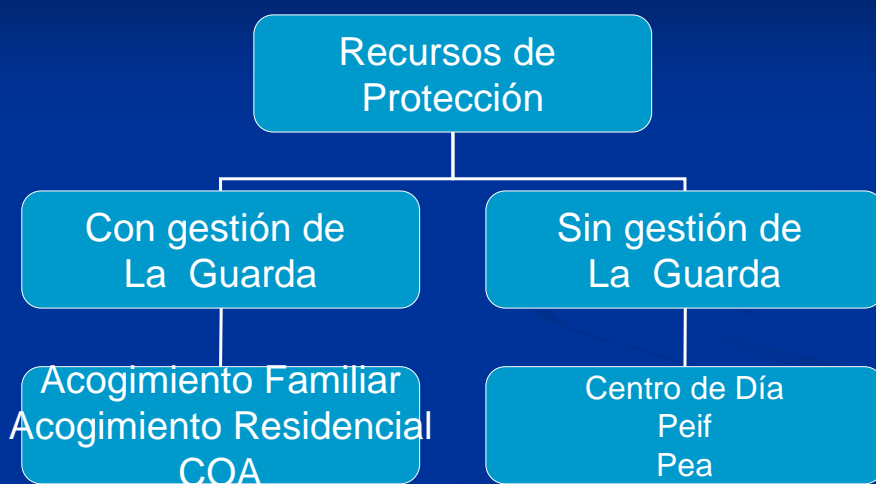 Recursos de
Protección
Con gestión de
La Guarda
Sin gestión de
La Guarda
Acogimiento Familiar
Acogimiento Residencial
COA
Centro de Día
Peif
Pea